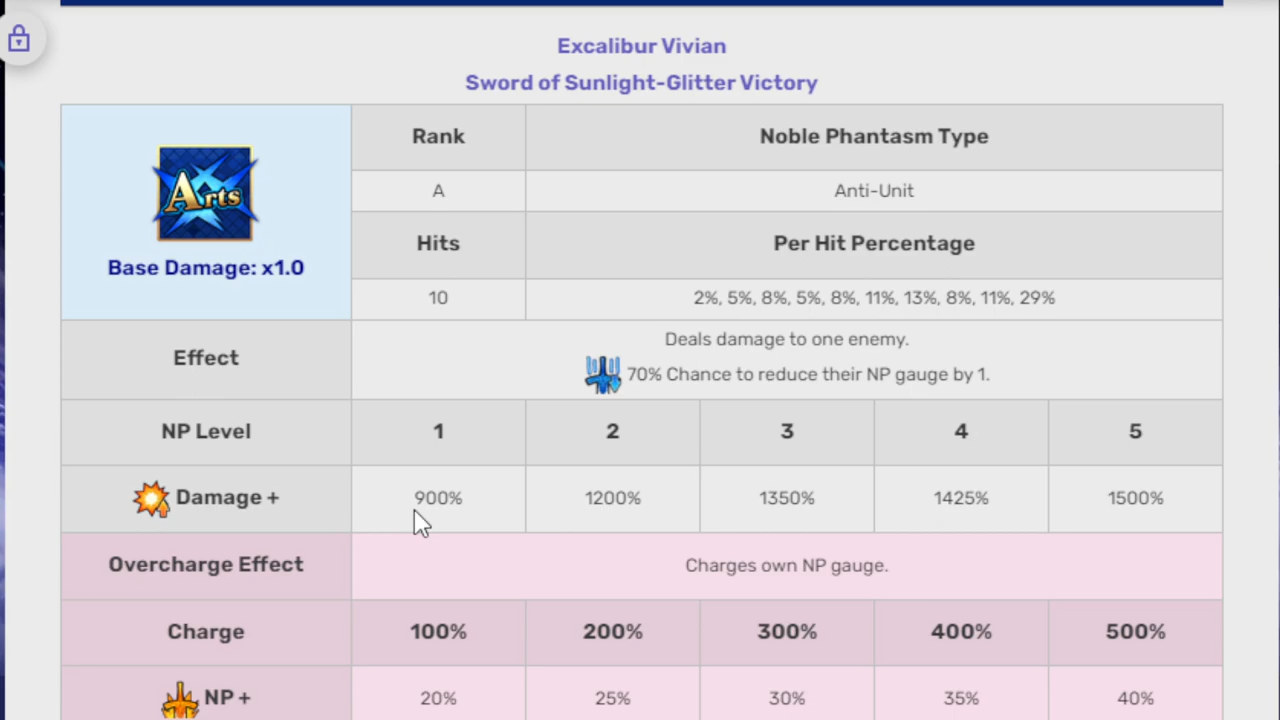 Excalibur Vivian
Sword of Sunlight-Glitter Victory
Arts
Base Damage: x1.0
Rank
Noble Phantasm Type
A
Anti-Unit
Hits
Per Hit Percentage
10
2%, 5%, 8%, 5%, 8%, 11%, 13%, 8%, 11%, 29%
Effect
Deals damage to one enemy.
70% Chance to reduce their NP gauge by 1.
NP Level 1 2 3 4 5
Damage + 900% 1200% 1350% 1425% 1500%
Overcharge Effect Charges own NP gauge.
Charge 100% 200% 300% 400% 500%
NP + 20% 25% 30% 35% 40%